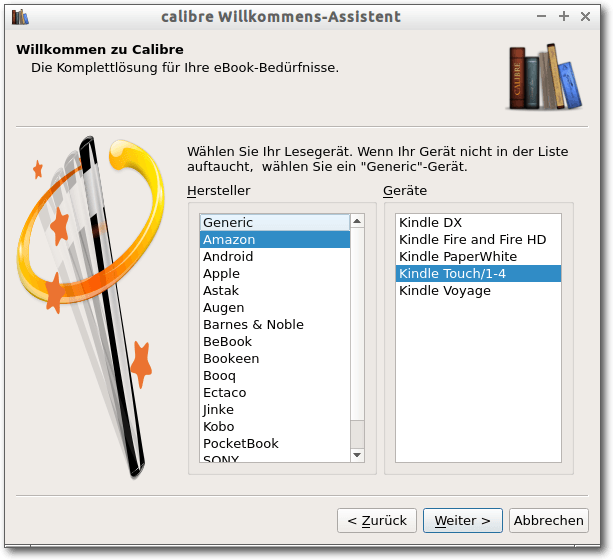 calibre Willkommens-Assistent
Willkommen zu Calibre
Die Komplettlösung für Ihre eBook-Bedürfnisse.
CALIBRE
Wählen Sie Ihr Lesegerät. Wenn Ihr Gerät nicht in der Liste
auftaucht, wählen Sie ein "Generic"-Gerät.
Hersteller
Generic
Amazon
Android
Apple
Astak
Augen
Barnes & Noble
BeBook
Bookeen
Booq
Ectaco
Jinke
Kobo
PocketBook
SONY
Geräte
Kindle DX
Kindle Fire and Fire HD
Kindle PaperWhite
Kindle Touch/1-4
Kindle Voyage
< Zurück
Weiter >
Abbrechen